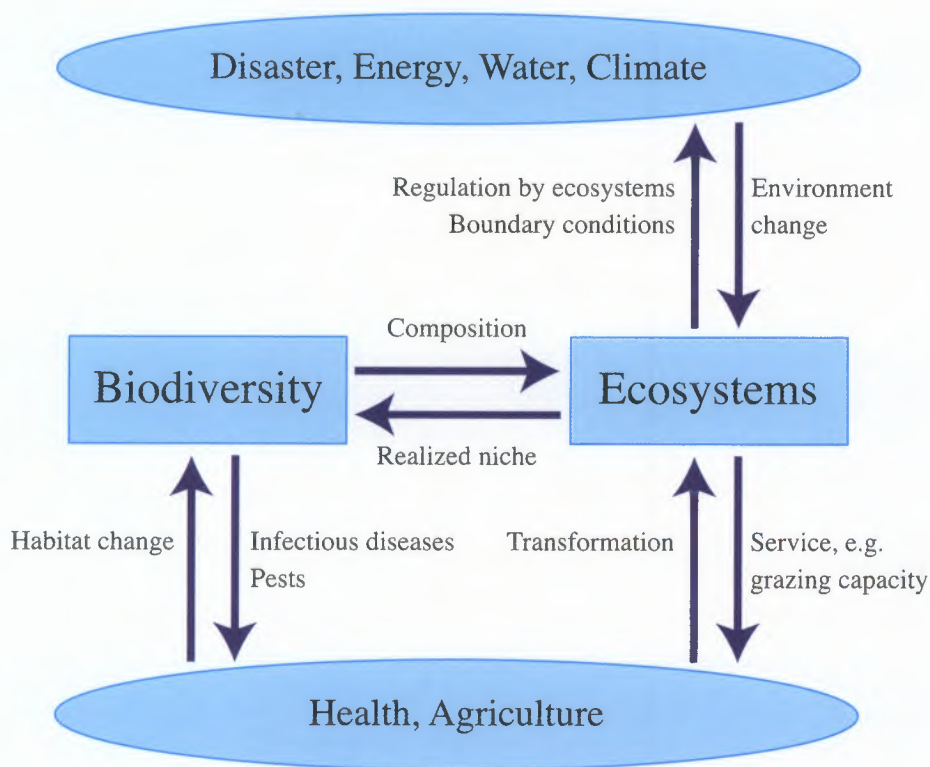 Disaster, Energy, Water, Climate
Regulation by ecosystems
Boundary conditions
Environment
change
Composition
Biodiversity
Ecosystems
Realized niche
Habitat change
Infectious diseases
Pests
Transformation
Service, e.g.
grazing capacity
Health, Agriculture